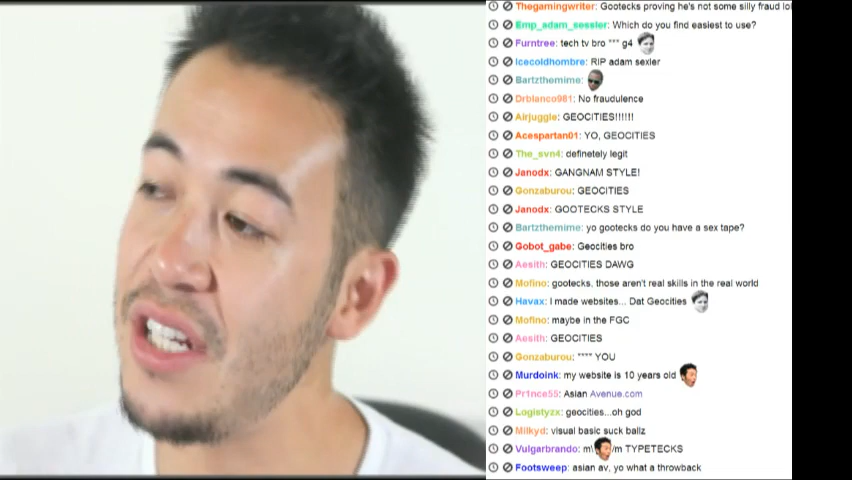 Thegamingwriter: Gootecks proving he's not some silly fraud lol
Emp_adam_sessler: Which do you find easiest to use?
Furntree: tech tv bro *** g4
Icecoldhombre: RIP adam sexler
Bartzthemime:
Drblanco981: No fraudulence
Airjuggle: GEOCITIES!!!!!!
Acespartan01: YO, GEOCITIES
The_svn4: definetely legit
Janodx: GANGNAM STYLE!
Gonzaburou: GEOCITIES
Janodx: GOOTECKS STYLE
Bartzthemime: yo gootecks do you have a sex tape?
Gobot_gabe: Geocities bro
Aesith: GEOCITIES DAWG
Mofino: gootecks, those aren't real skills in the real world
Havax: I made websites... Dat Geocities
Mofino: maybe in the FGC
Aesith: GEOCITIES
Gonzaburou: **** YOU
Murdoink: my website is 10 years old
Pr1nce55: Asian Avenue.com
Logistyzx: geocities...oh god
Milkyd: visual basic suck ballz
Vulgarbrando: m\ /m TYPETECKS
Footsweep: asian av, yo what a throwback